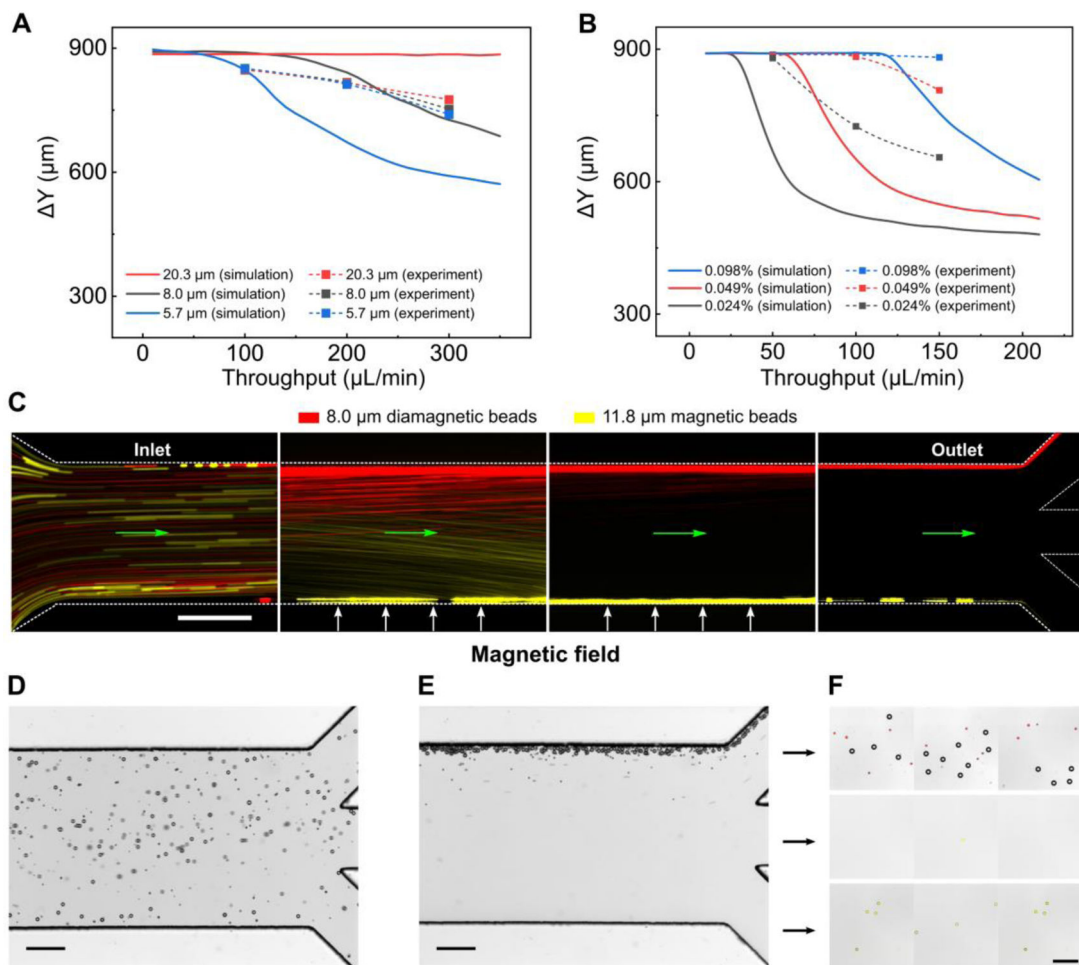 A
900
600
300
ΔY (μm)
20.3 μm (simulation)
8.0 μm (simulation)
5.7 μm (simulation)
20.3 μm (experiment)
8.0 μm (experiment)
5.7 μm (experiment)
0 100 200 300
Throughput (μL/min)
B
900
600
300
ΔY (μm)
0.098% (simulation)
0.049% (simulation)
0.024% (simulation)
0.098% (experiment)
0.049% (experiment)
0.024% (experiment)
0 50 100 150 200
Throughput (μL/min)
C
8.0 μm diamagnetic beads
11.8 μm magnetic beads
Inlet
Outlet
Magnetic field
D
E
F